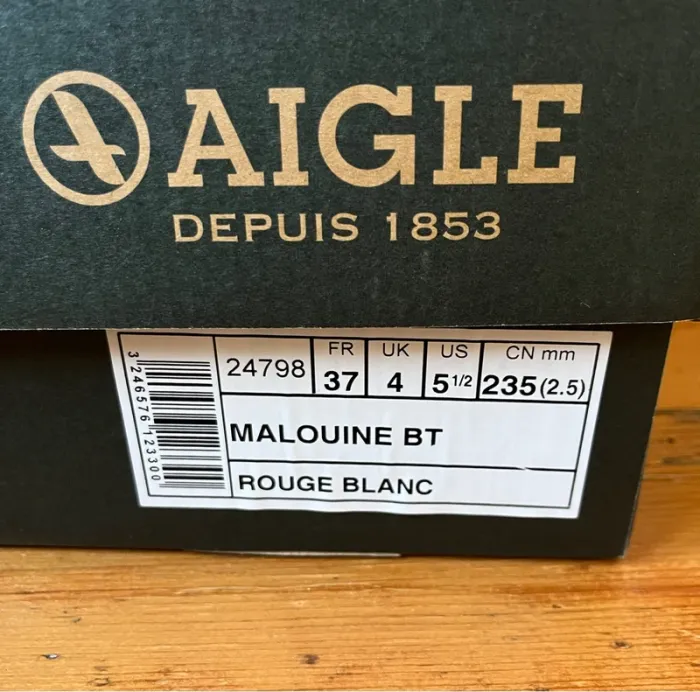 AIGLE
DEPUIS 1853
3 246576 123300
24798
FR UK US CN mm
37 4 5 1/2 235 (2.5)
MALOUINE BT
ROUGE BLANC